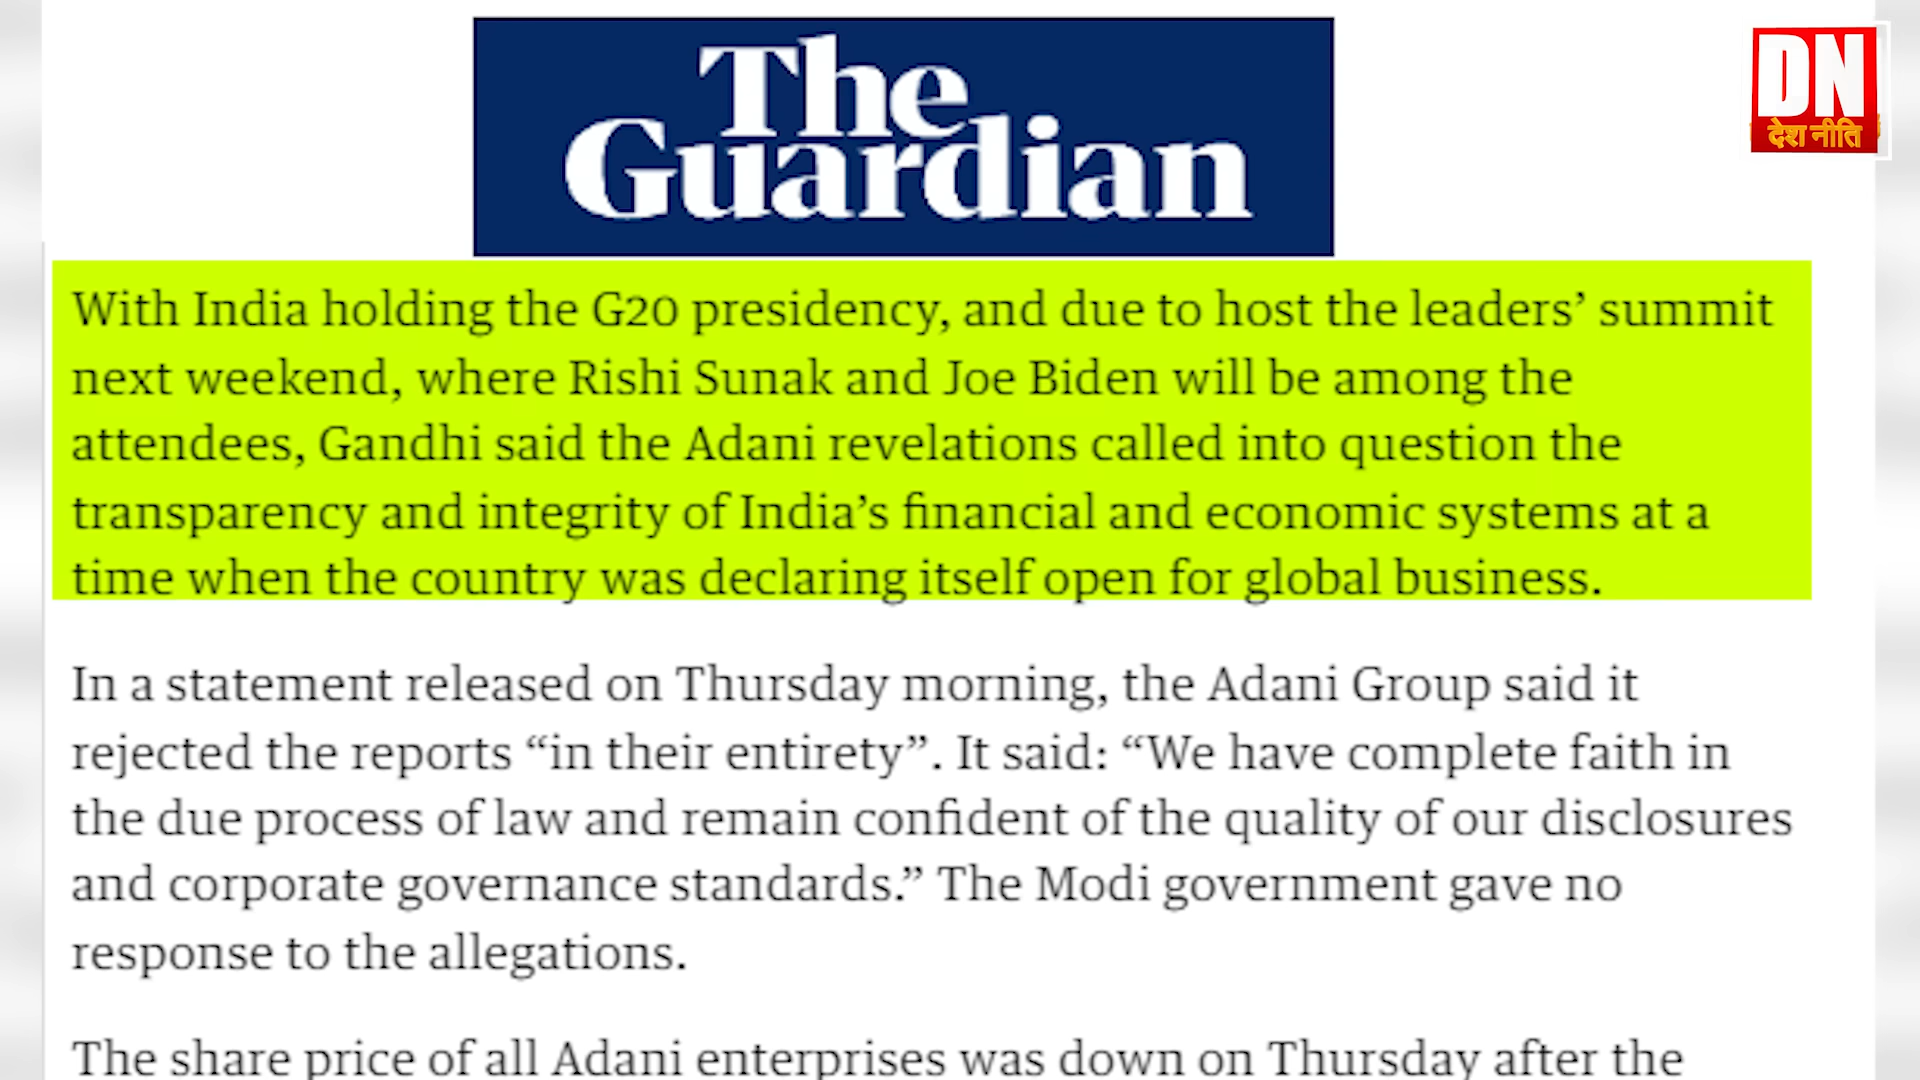 The
Guardian
DN
देश नीति
With India holding the G20 presidency, and due to host the leaders’ summit
next weekend, where Rishi Sunak and Joe Biden will be among the
attendees, Gandhi said the Adani revelations called into question the
transparency and integrity of India’s financial and economic systems at a
time when the country was declaring itself open for global business.
In a statement released on Thursday morning, the Adani Group said it
rejected the reports “in their entirety”. It said: “We have complete faith in
the due process of law and remain confident of the quality of our disclosures
and corporate governance standards.” The Modi government gave no
response to the allegations.
The share price of all Adani enterprises was down on Thursday after the